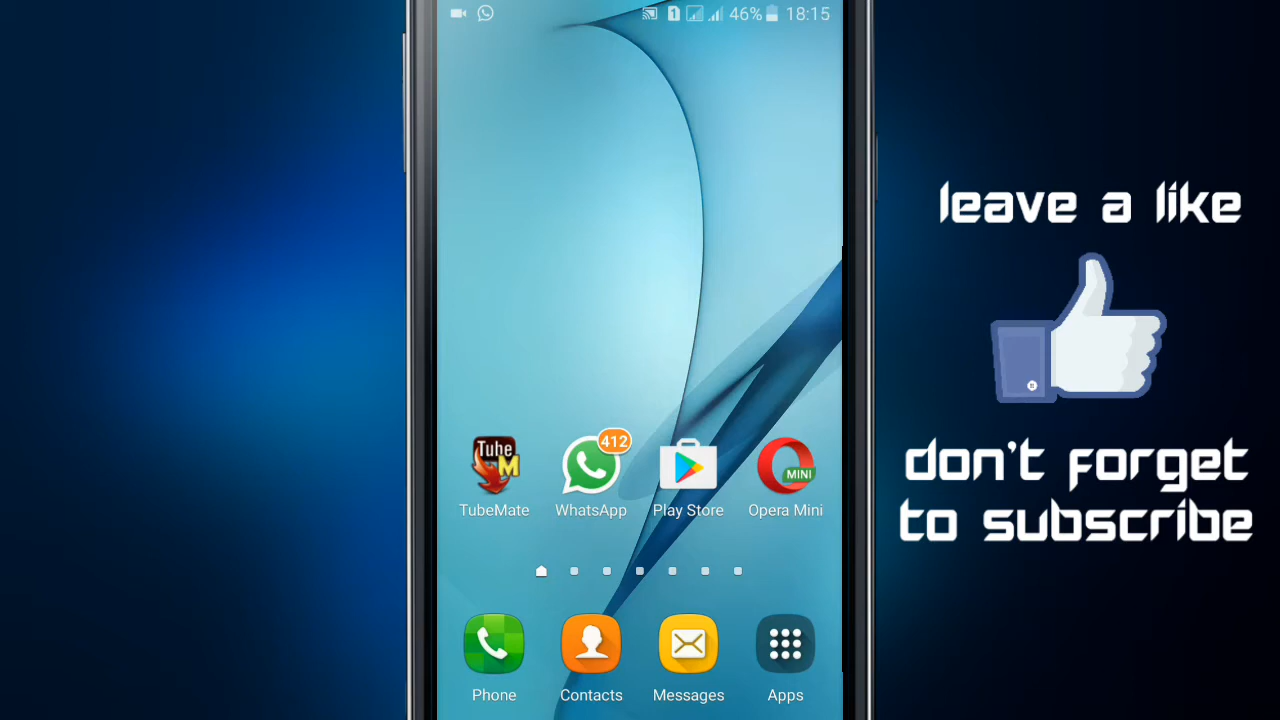 1 46% 18:15
leave a like
Tube
M
412
MINI
TubeMate WhatsApp Play Store Opera Mini
don't forget
to subscribe
Phone Contacts Messages Apps